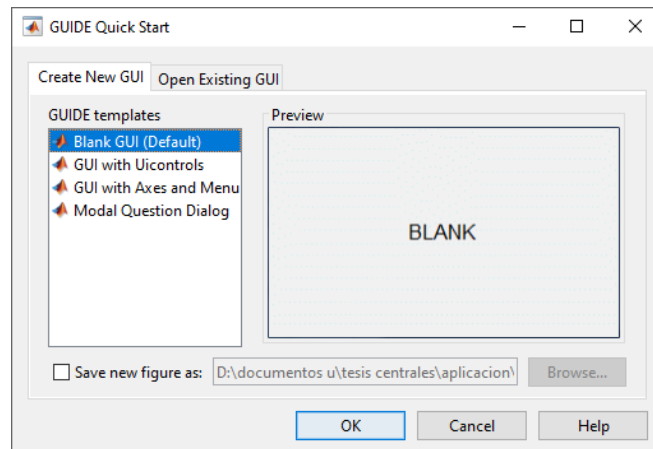 GUIDE Quick Start
Create New GUI Open Existing GUI
GUIDE templates
Blank GUI (Default)
GUI with Uicontrols
GUI with Axes and Menu
Modal Question Dialog
Preview
BLANK
Save new figure as: D:\documentos u\tesis centrales\aplicacion\ Browse...
OK Cancel Help